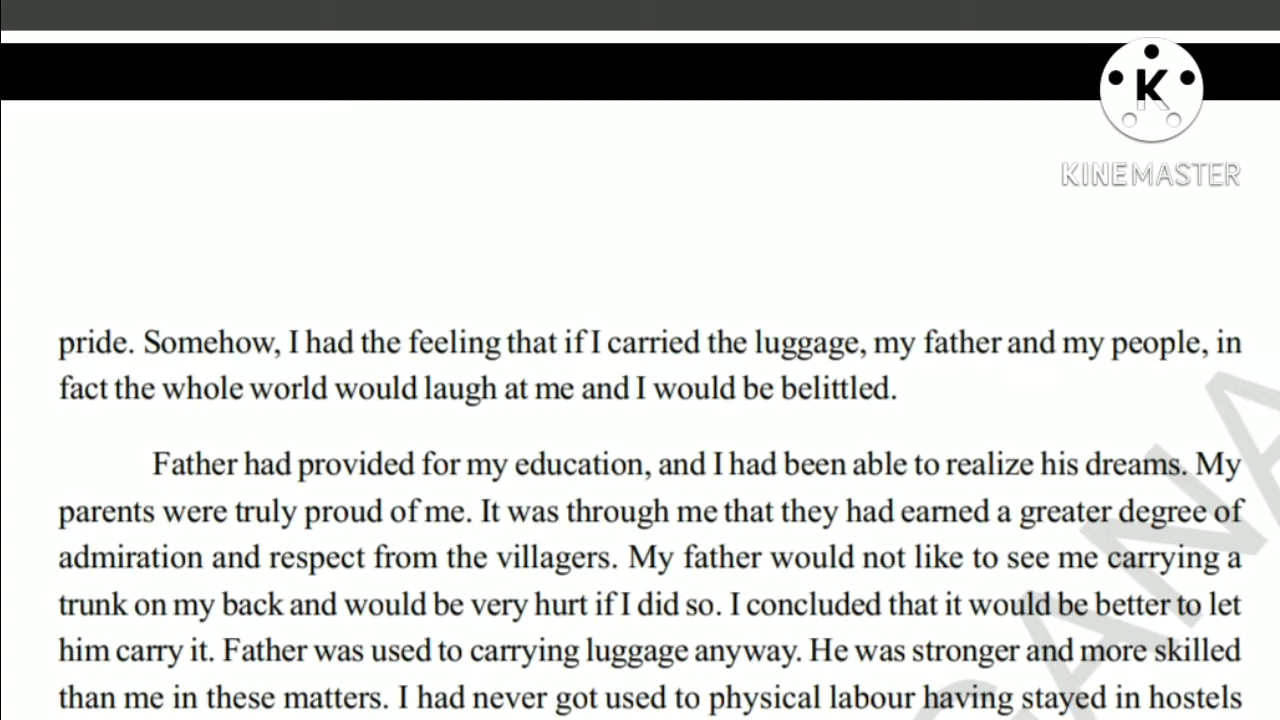 K
KINEMASTER
pride. Somehow, I had the feeling that if I carried the luggage, my father and my people, in
fact the whole world would laugh at me and I would be belittled.
Father had provided for my education, and I had been able to realize his dreams. My
parents were truly proud of me. It was through me that they had earned a greater degree of
admiration and respect from the villagers. My father would not like to see me carrying a
trunk on my back and would be very hurt if I did so. I concluded that it would be better to let
him carry it. Father was used to carrying luggage anyway. He was stronger and more skilled
than me in these matters. I had never got used to physical labour having stayed in hostels